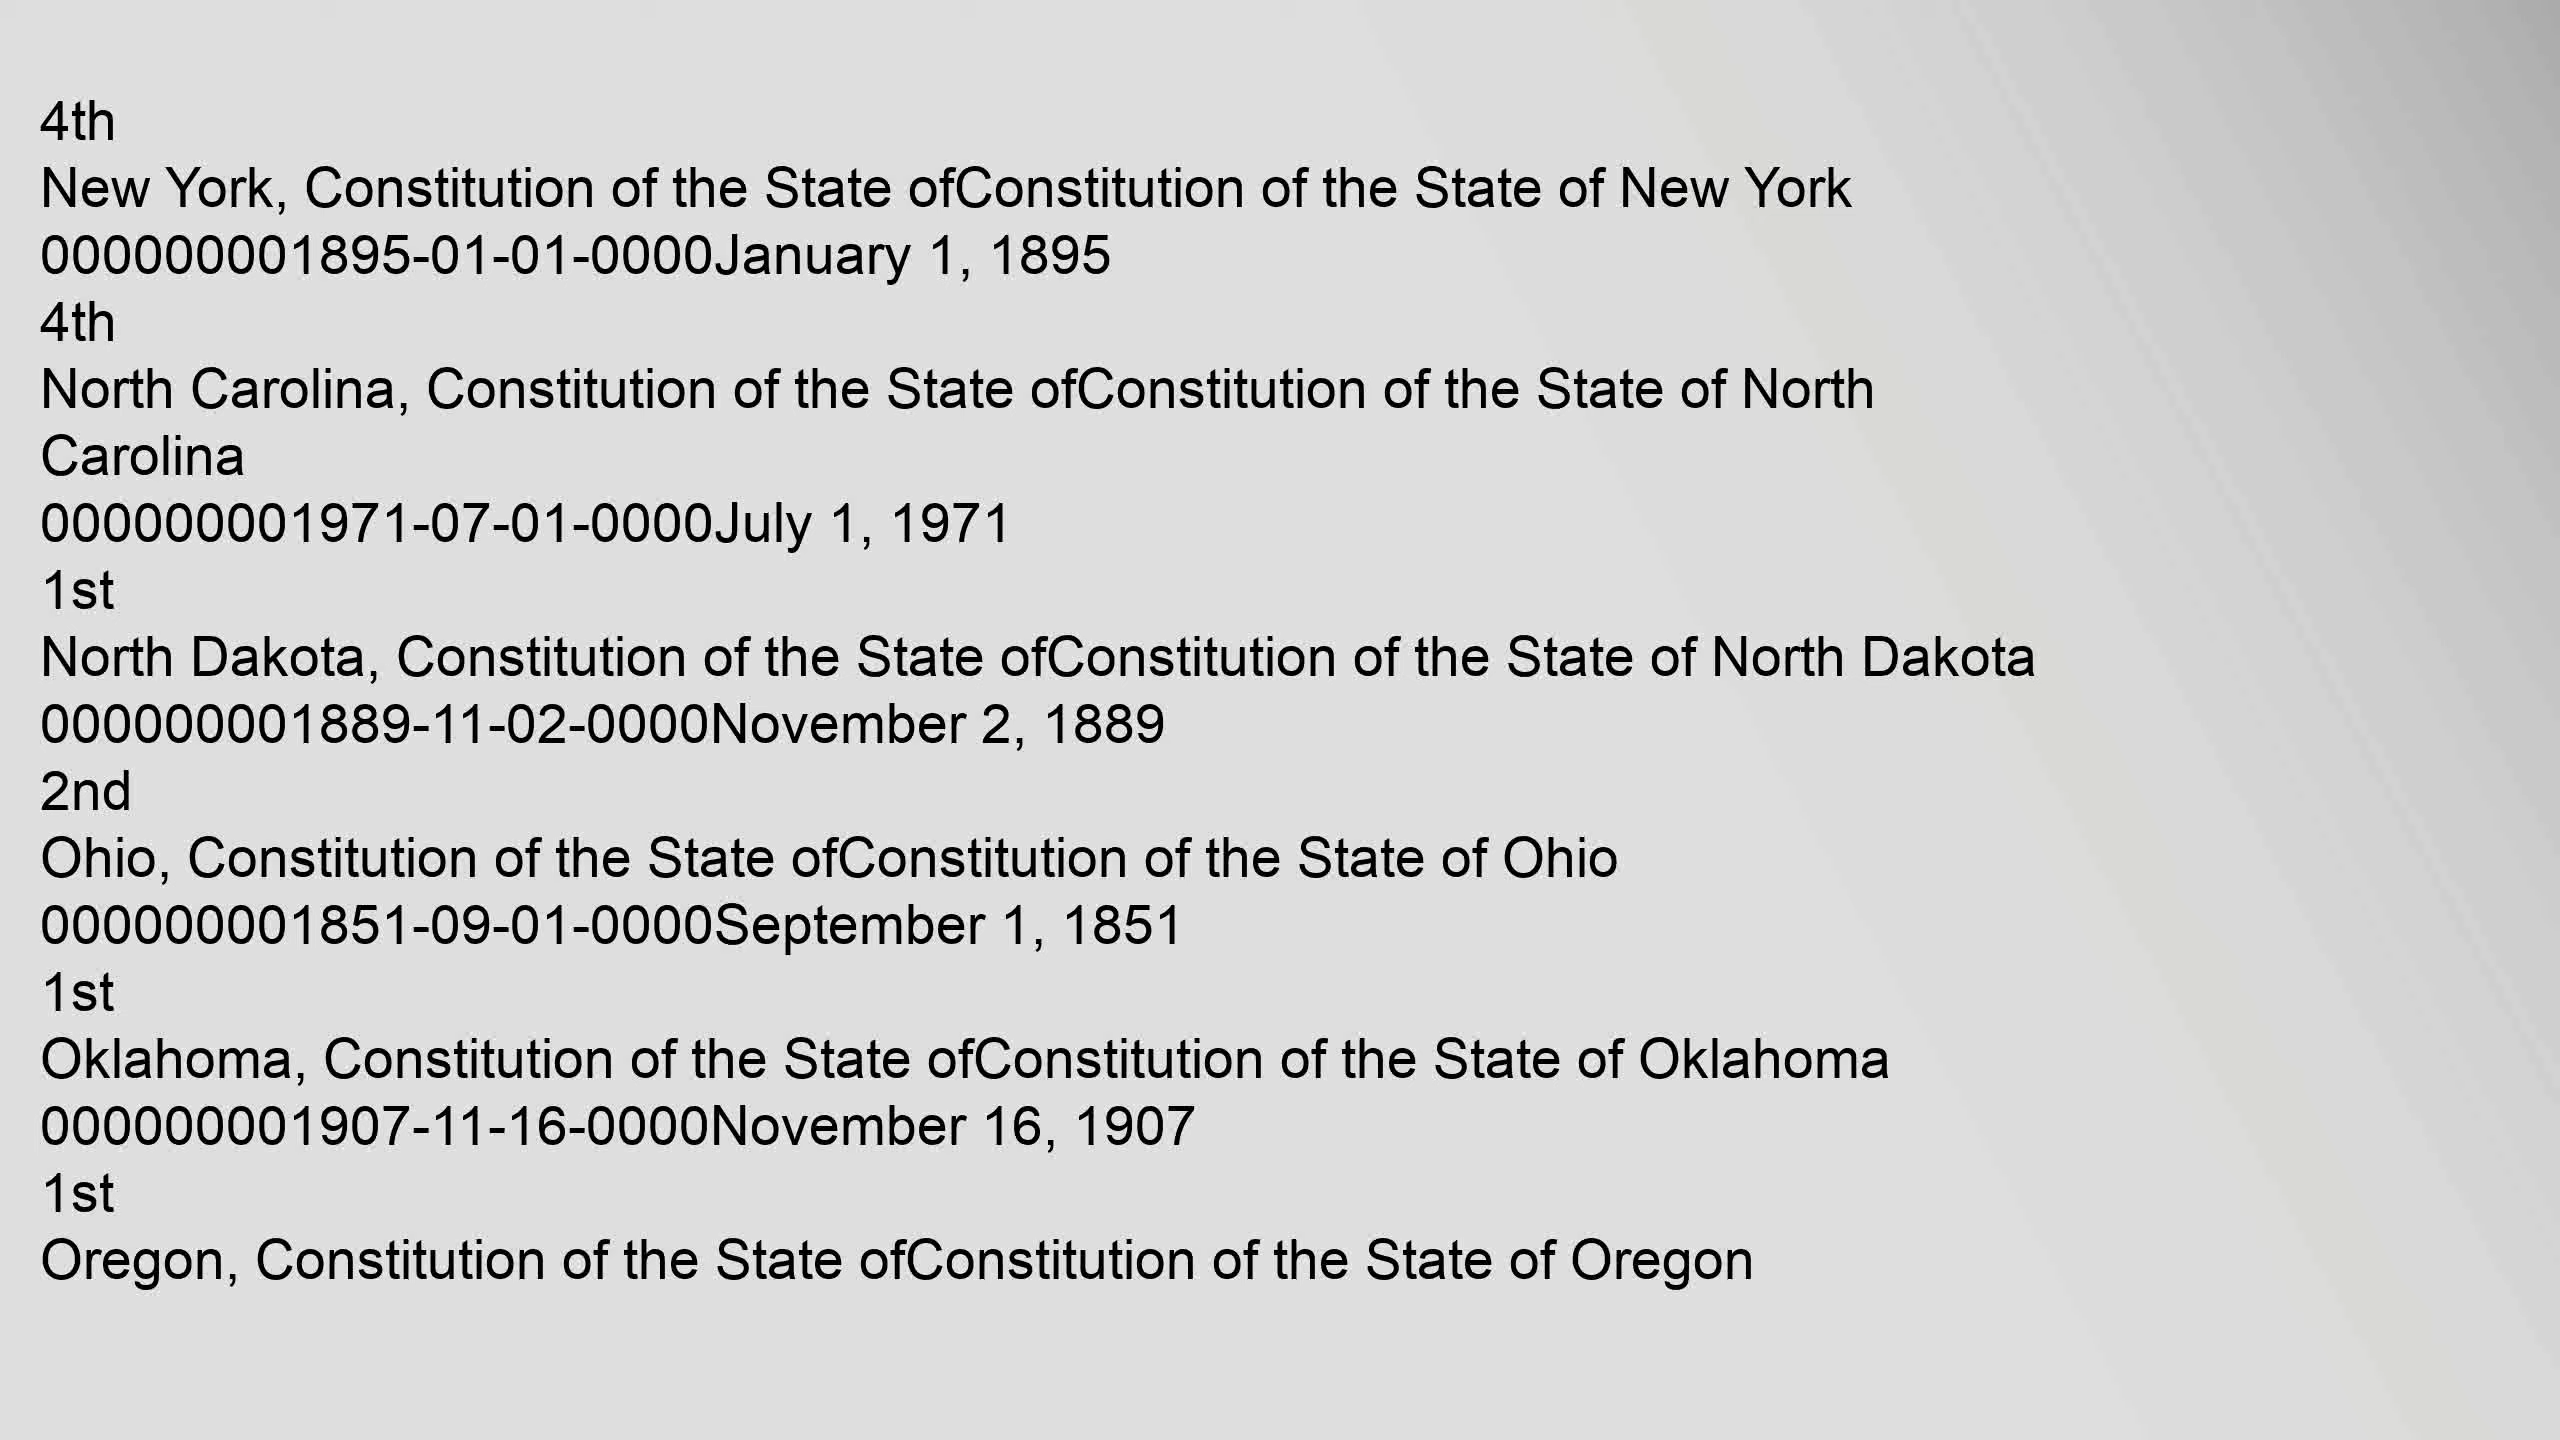 4th
New York, Constitution of the State ofConstitution of the State of New York
000000001895-01-01-0000January 1, 1895
4th
North Carolina, Constitution of the State ofConstitution of the State of North
Carolina
000000001971-07-01-0000July 1, 1971
1st
North Dakota, Constitution of the State ofConstitution of the State of North Dakota
000000001889-11-02-0000November 2, 1889
2nd
Ohio, Constitution of the State ofConstitution of the State of Ohio
000000001851-09-01-0000September 1, 1851
1st
Oklahoma, Constitution of the State ofConstitution of the State of Oklahoma
000000001907-11-16-0000November 16, 1907
1st
Oregon, Constitution of the State ofConstitution of the State of Oregon